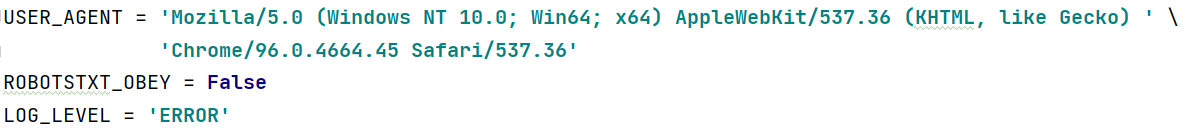 USER_AGENT = 'Mozilla/5.0 (Windows NT 10.0; Win64; x64) AppleWebKit/537.36 (KHTML, like Gecko) ' \
'Chrome/96.0.4664.45 Safari/537.36'
ROBOTSTXT_OBEY = False
LOG_LEVEL = 'ERROR'